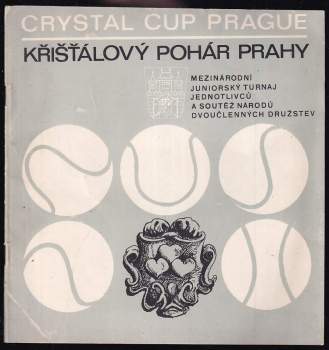 CRYSTAL CUP PRAGUE
KŘIŠŤÁLOVÝ POHÁR PRAHY
MEZINÁRODNÍ
JUNIORSKÝ TURNAJ
JEDNOTLIVCŮ
A SOUTĚŽ NÁRODŮ
DVOUČLENNÝCH DRUŽSTEV